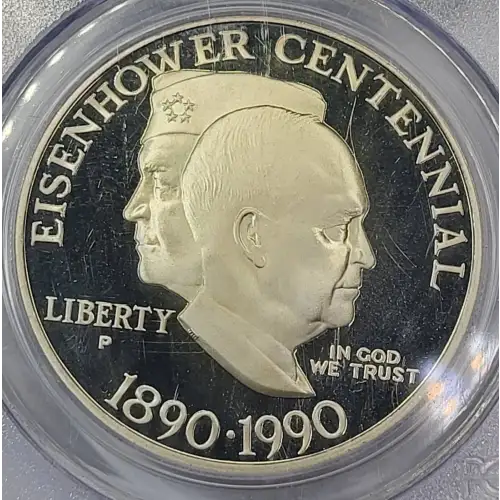 EISENHOWER CENTENNIAL
LIBERTY
P
IN GOD
WE TRUST
1890·1990